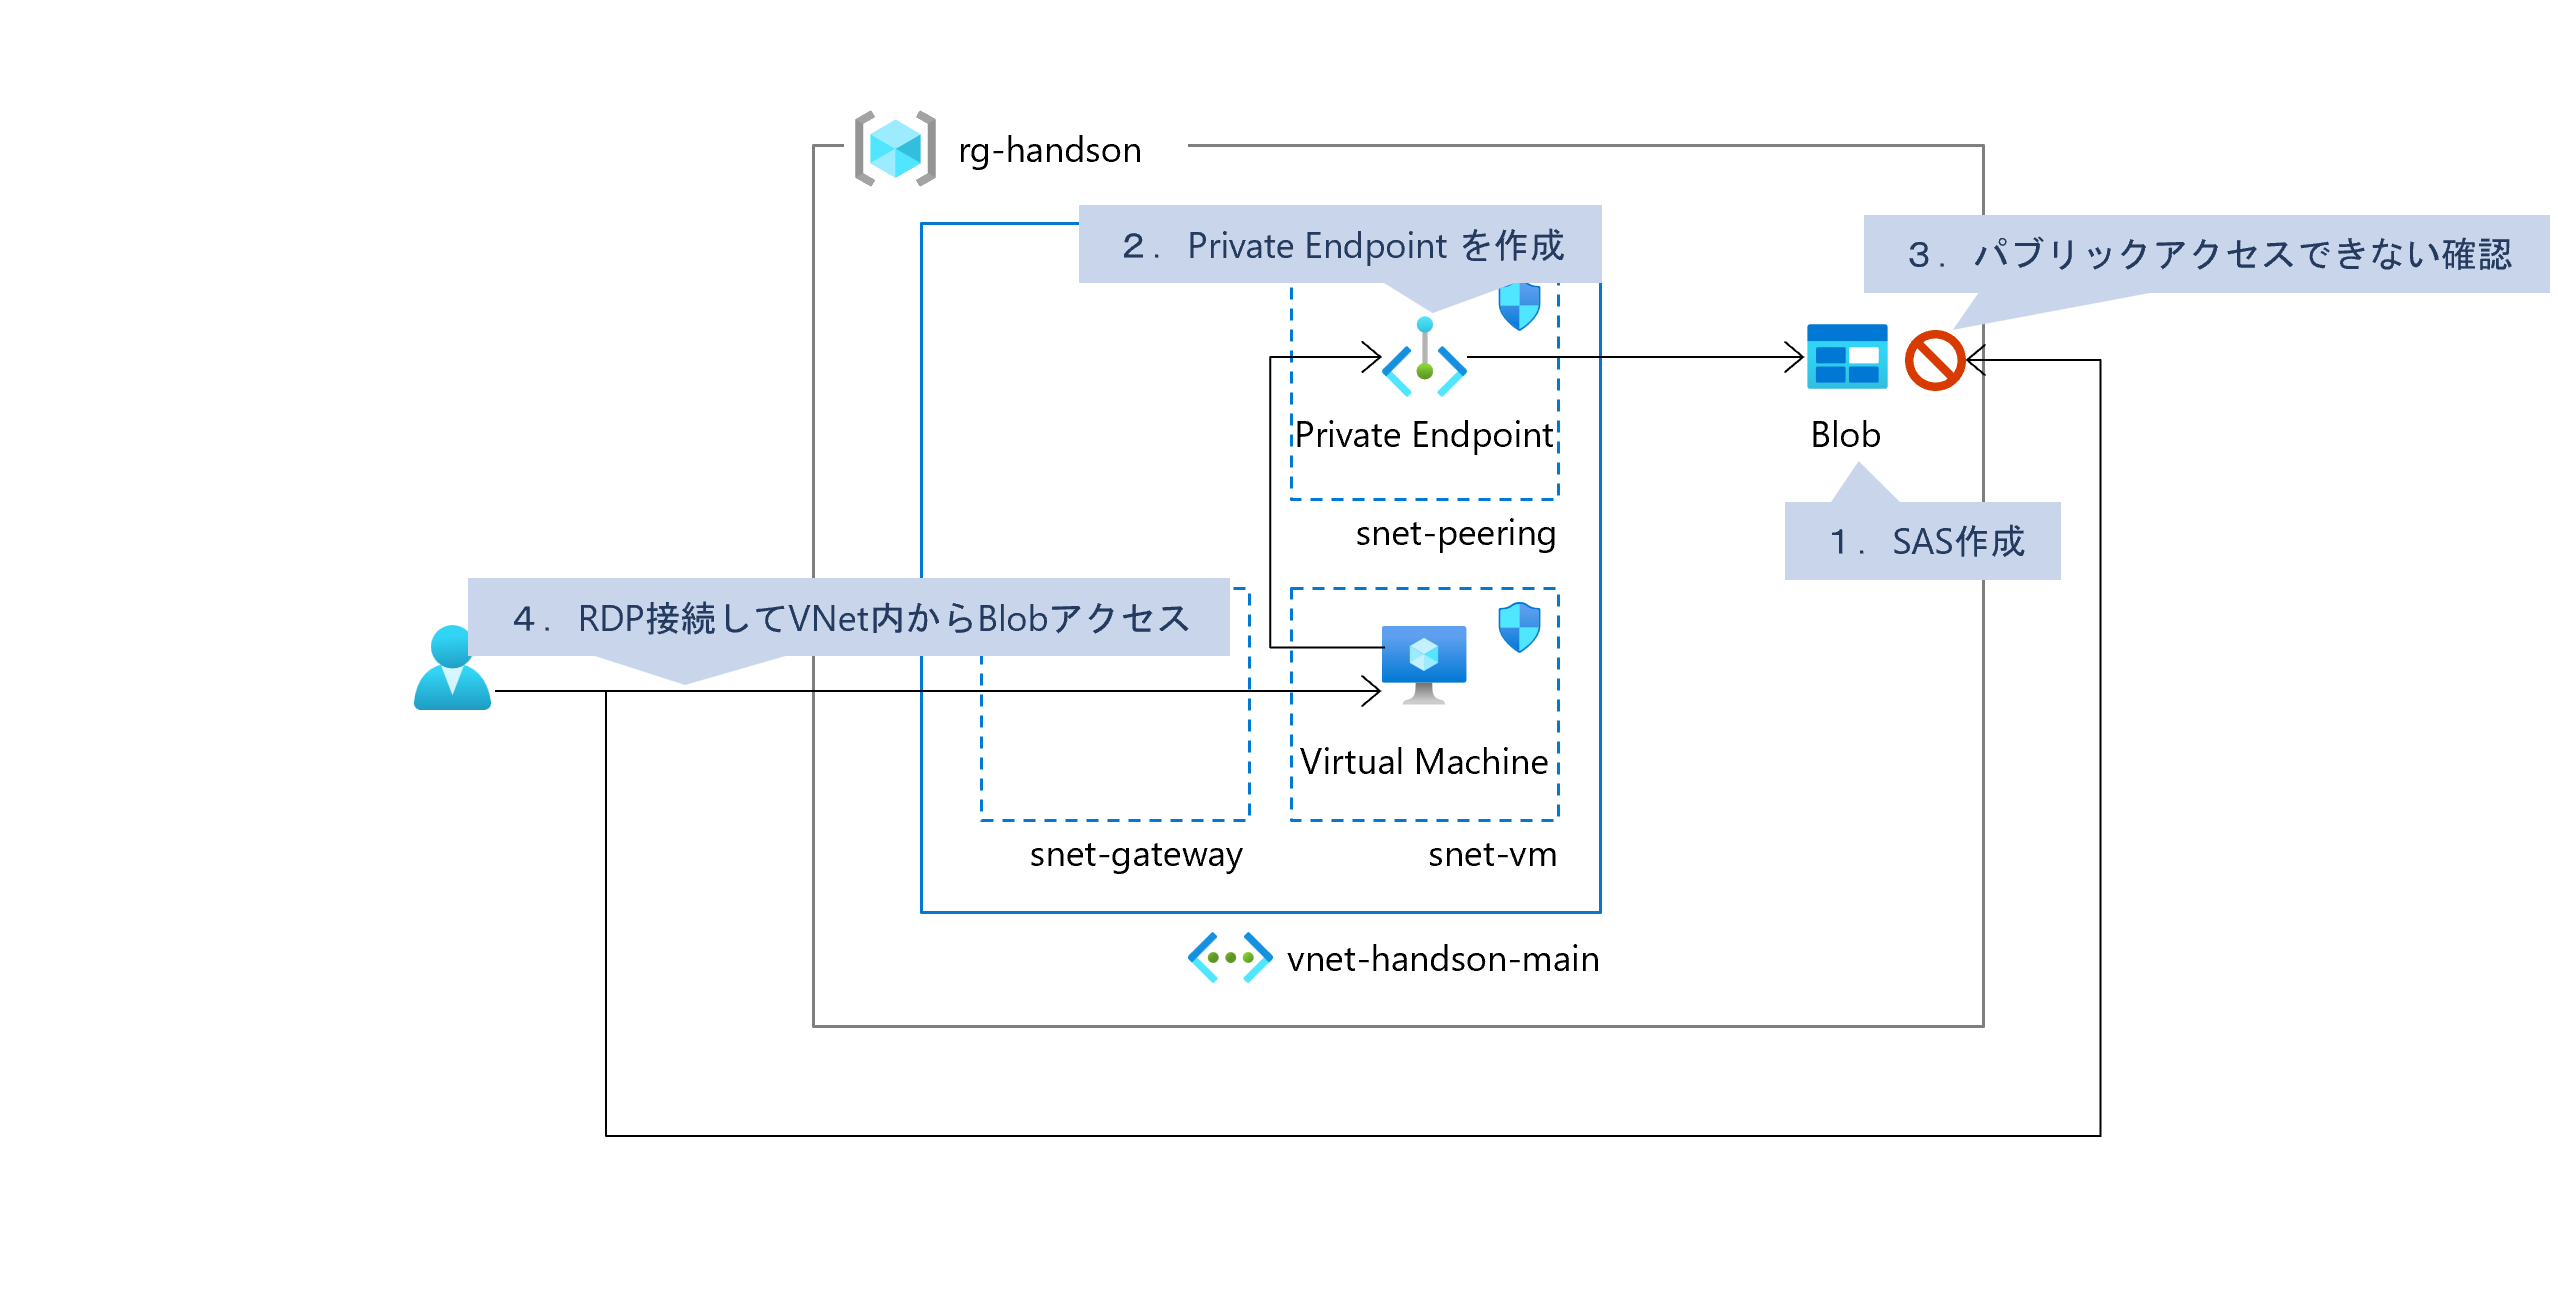 rg-handson
２．Private Endpoint を作成
３．パブリックアクセスできない確認
Private Endpoint
Blob
snet-peering
１．SAS作成
４．RDP接続してVNet内からBlobアクセス
Virtual Machine
snet-gateway
snet-vm
vnet-handson-main